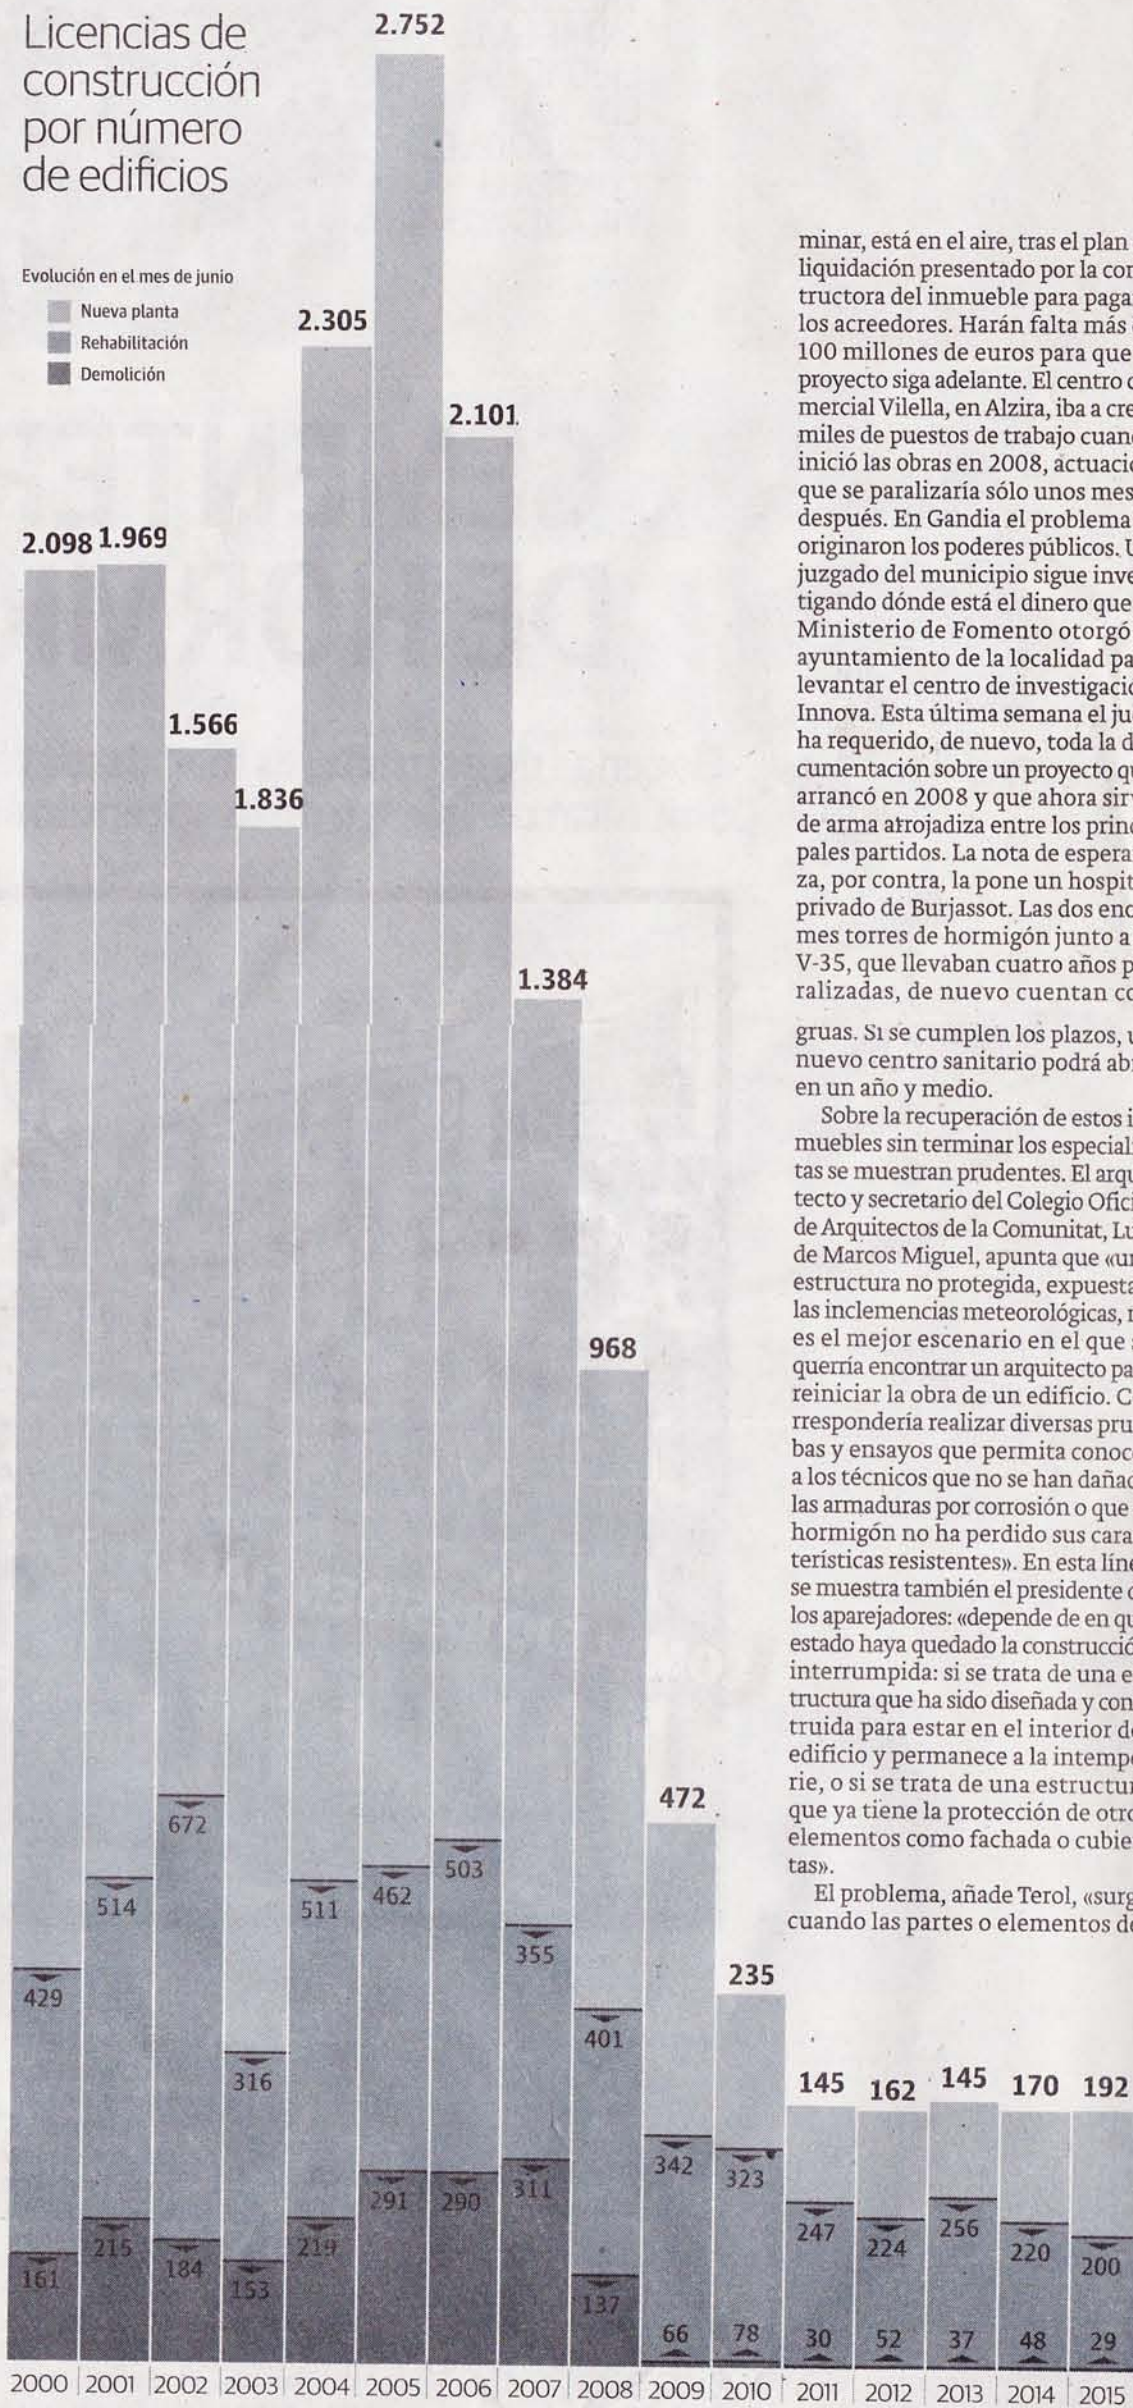 Licencias de
construcción
por número
de edificios
Evolución en el mes de junio
Nueva planta
Rehabilitación
Demolición
2.098
1.969
1.566
1.836
2.305
2.752
2.101
1.384
968
472
235
145
162
145
170
192
429
514
672
316
511
462
503
355
401
342
323
247
224
256
220
200
161
215
184
153
219
291
290
311
137
66
78
30
52
37
48
29
2000 2001 2002 2003 2004 2005 2006 2007 2008 2009 2010 2011 2012 2013 2014 2015
minar, está en el aire, tras el plan
liquidación presentado por la con
tructora del inmueble para paga
los acreedores. Harán falta más
100 millones de euros para que
proyecto siga adelante. El centro c
mercial Vilella, en Alzira, iba a cre
miles de puestos de trabajo cuan
inició las obras en 2008, actuaci
que se paralizaría sólo unos mes
después. En Gandia el problema
originaron los poderes públicos. U
juzgado del municipio sigue inve
tigando dónde está el dinero que
Ministerio de Fomento otorgó
ayuntamiento de la localidad pa
levantar el centro de investigaci
Innova. Esta última semana el ju
ha requerido, de nuevo, toda la d
cumentación sobre un proyecto qu
arrancó en 2008 y que ahora sir
de arma arrojadiza entre los princ
pales partidos. La nota de espera
za, por contra, la pone un hospit
privado de Burjassot. Las dos eno
mes torres de hormigón junto a
V-35, que llevaban cuatro años p
ralizadas, de nuevo cuentan co
gruas. Si se cumplen los plazos, u
nuevo centro sanitario podrá ab
en un año y medio.
Sobre la recuperación de estos i
muebles sin terminar los especial
tas se muestran prudentes. El arqu
tecto y secretario del Colegio Ofici
de Arquitectos de la Comunitat, Lu
de Marcos Miguel, apunta que «un
estructura no protegida, expuesta
las inclemencias meteorológicas, n
es el mejor escenario en el que
querría encontrar un arquitecto pa
reiniciar la obra de un edificio. C
rrespondería realizar diversas pru
bas y ensayos que permita conoc
a los técnicos que no se han dañad
las armaduras por corrosión o que
hormigón no ha perdido sus cara
terísticas resistentes». En esta líne
se muestra también el presidente d
los aparejadores: «depende de en qu
estado haya quedado la construcció
interrumpida: si se trata de una e
tructura que ha sido diseñada y con
truida para estar en el interior de
edificio y permanece a la intempe
rie, o si se trata de una estructur
que ya tiene la protección de otro
elementos como fachada o cubie
tas».
El problema, añade Terol, «surg
cuando las partes o elementos de